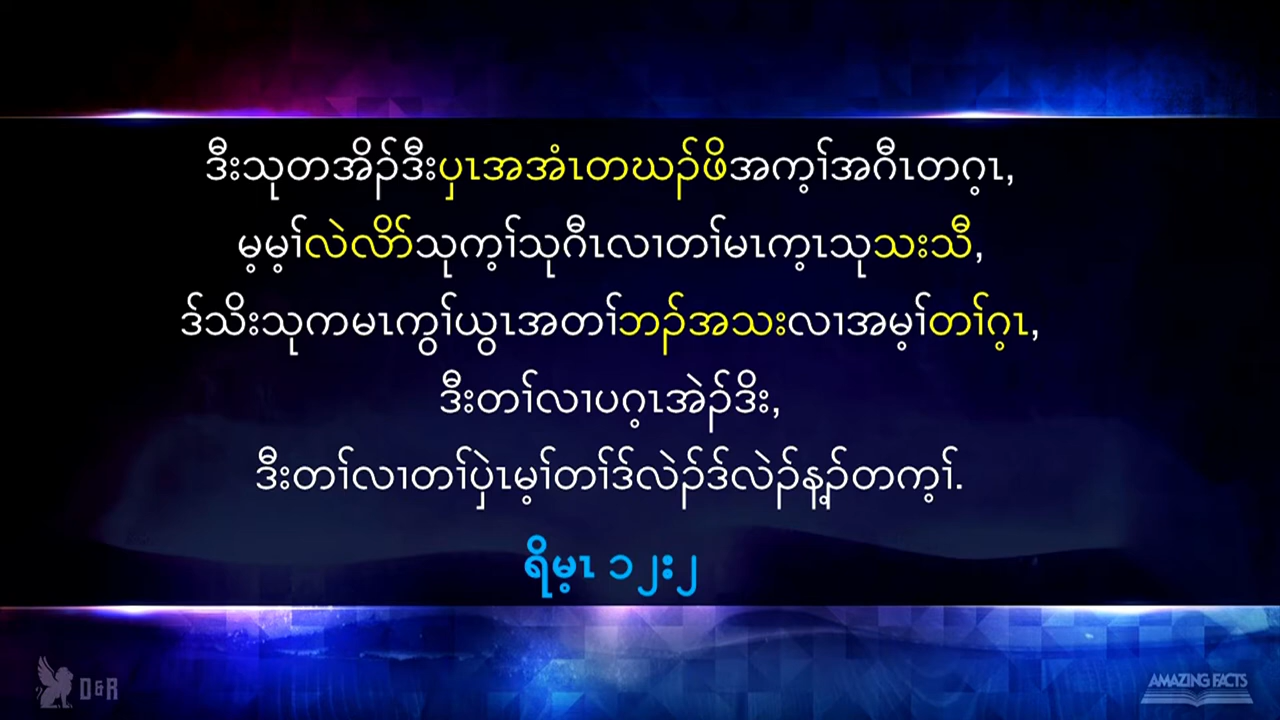 ဒီးသုတအိၣ်ဒီးပှၤအအံၤတဃၣ်ဖိအက့ၢ်အဂီၤတဂ့ၤ,
မ့မ့ၢ်လဲလိာ်သုက့ၢ်သုဂီၤလၢတၢ်မၤက့ၤသုသးသီ,
ဒ်သိးသုကမၤကွၢ်ယွၤအတၢ်ဘၣ်အသးလၢအမ့ၢ်တၢ်ဂ့ၤ,
ဒီးတၢ်လၢပဂ့ၤအဲၣ်ဒိး,
ဒီးတၢ်လၢတၢ်ပှဲၤမ့ၢ်တၢ်ဒ်လဲၣ်ဒ်လဲၣ်န့ၣ်တက့ၢ်.
ရိမ့ၤ ၁၂း၂
D&R
AMAZING FACTS